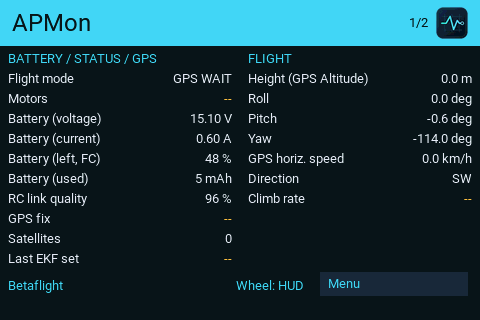 APMon
1/2
BATTERY / STATUS / GPS
Flight mode GPS WAIT
Motors --
Battery (voltage) 15.10 V
Battery (current) 0.60 A
Battery (left, FC) 48 %
Battery (used) 5 mAh
RC link quality 96 %
GPS fix --
Satellites 0
Last EKF set --
FLIGHT
Height (GPS Altitude) 0.0 m
Roll 0.0 deg
Pitch -0.6 deg
Yaw -114.0 deg
GPS horiz. speed 0.0 km/h
Direction SW
Climb rate --
Betaflight
Wheel: HUD
Menu